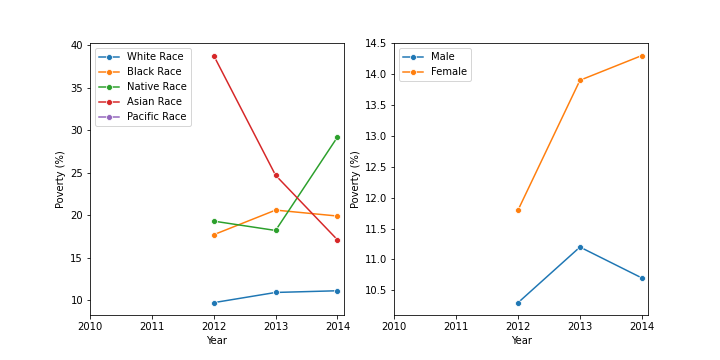 White Race
Black Race
Native Race
Asian Race
Pacific Race
40
35
30
25
20
15
10
Poverty (%)
2010 2011 2012 2013 2014
Year
Male
Female
14.5
14.0
13.5
13.0
12.5
12.0
11.5
11.0
10.5
Poverty (%)
2010 2011 2012 2013 2014
Year